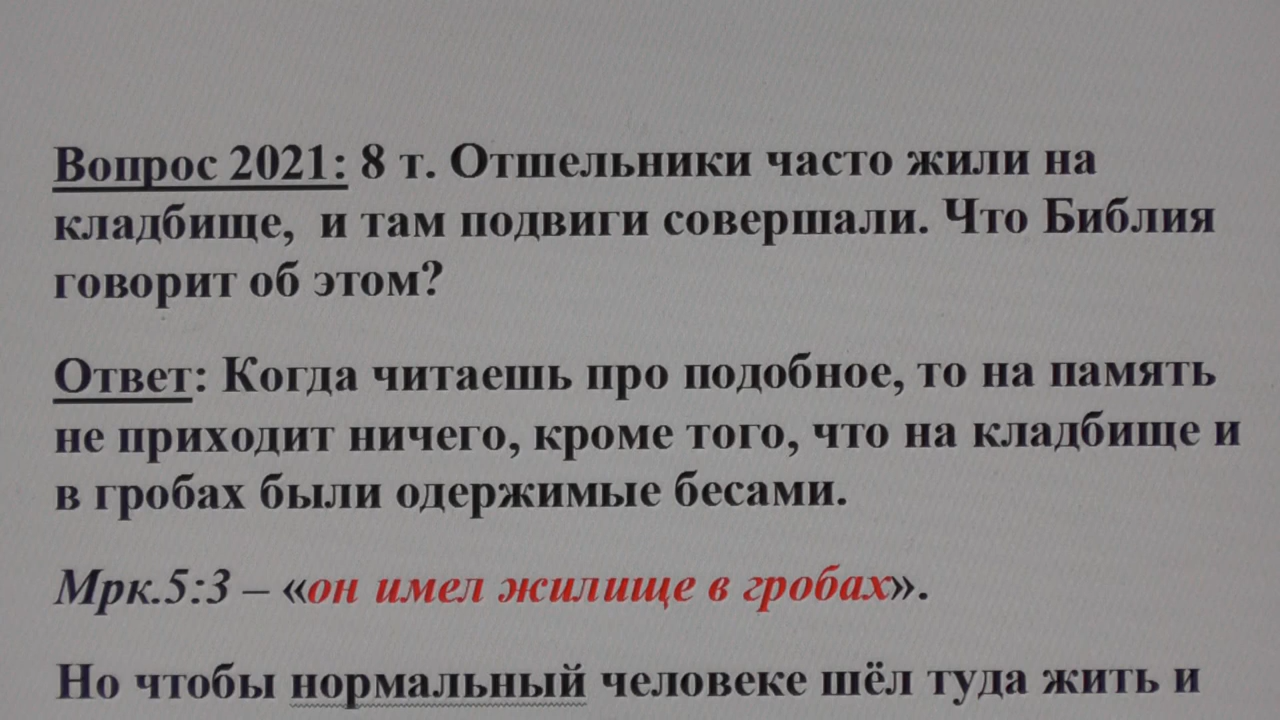 Вопрос 2021: 8 т. Отшельники часто жили на
кладбище,  и там подвиги совершали. Что Библия
говорит об этом?
Ответ: Когда читаешь про подобное, то на память
не приходит ничего, кроме того, что на кладбище и
в гробах были одержимые бесами.
Мрк.5:3 – «он имел жилище в гробах».
Но чтобы нормальный человеке шёл туда жить и